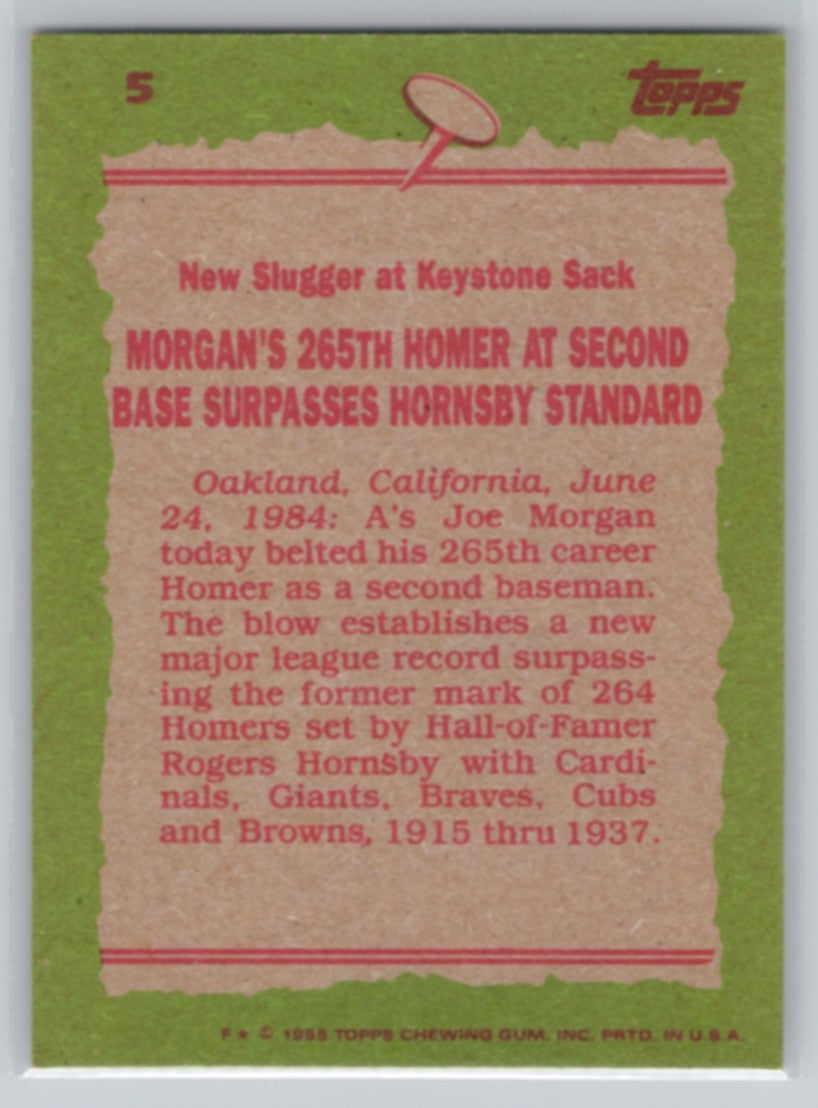 5
Topps
New Slugger at Keystone Sack
MORGAN'S 265TH HOMER AT SECOND
BASE SURPASSES HORNSBY STANDARD
Oakland, California, June
24, 1984: A's Joe Morgan
today belted his 265th career
Homer as a second baseman.
The blow establishes a new
major league record surpass-
ing the former mark of 264
Homers set by Hall-of-Famer
Rogers Hornsby with Cardi-
nals, Giants, Braves, Cubs
and Browns, 1915 thru 1937.
F★ © 1985 TOPPS CHEWING GUM, INC. PRTD. IN U.S.A.